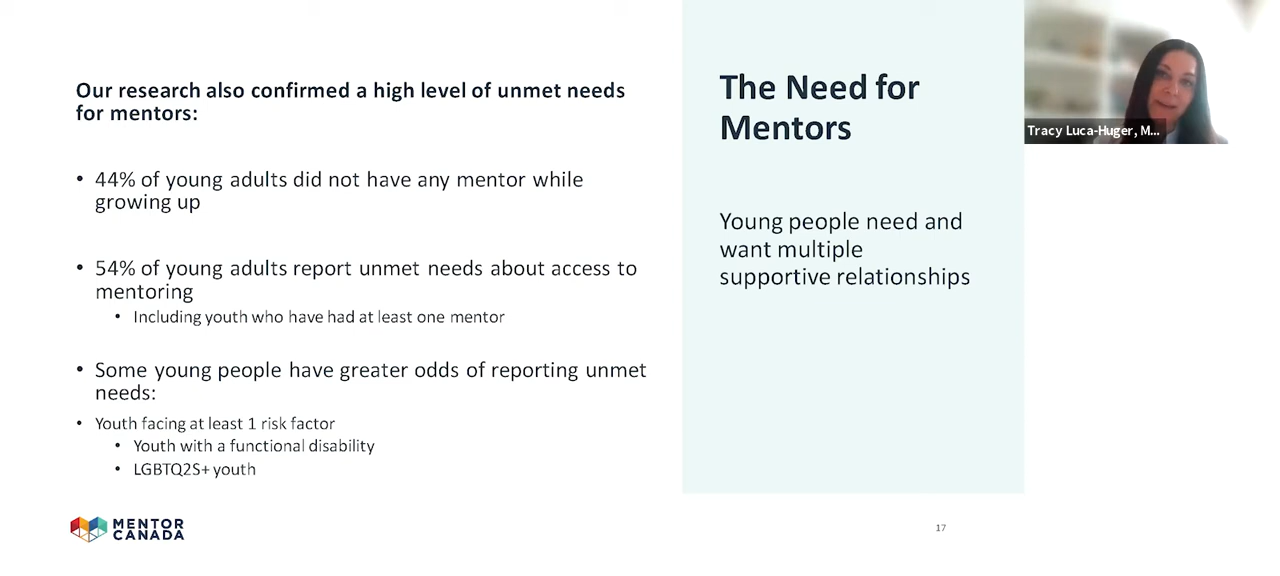 Our research also confirmed a high level of unmet needs
for mentors:
• 44% of young adults did not have any mentor while
growing up
• 54% of young adults report unmet needs about access to
mentoring
• Including youth who have had at least one mentor
• Some young people have greater odds of reporting unmet
needs:
• Youth facing at least 1 risk factor
• Youth with a functional disability
• LGBTQ2S+ youth
MENTOR
CANADA
The Need for
Mentors
Young people need and
want multiple
supportive relationships
17
Tracy Luca-Huger, M...